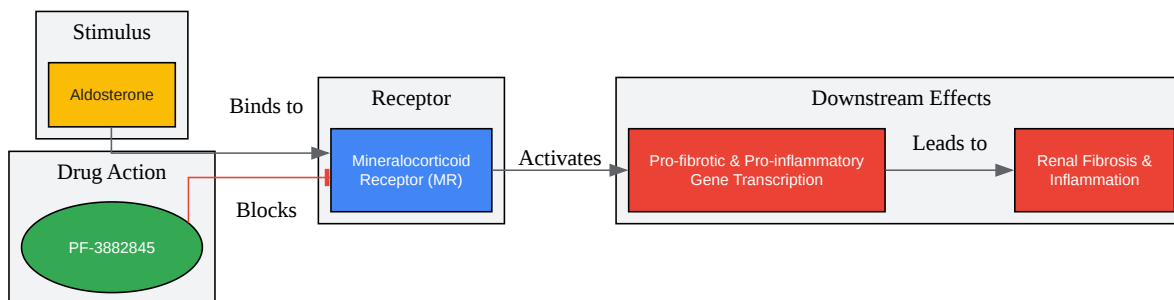 Stimulus
Aldosterone
Binds to
Receptor
Mineralocorticoid
Receptor (MR)
Drug Action
PF-3882845
Blocks
Activates
Downstream Effects
Pro-fibrotic & Pro-inflammatory
Gene Transcription
Leads to
Renal Fibrosis &
Inflammation